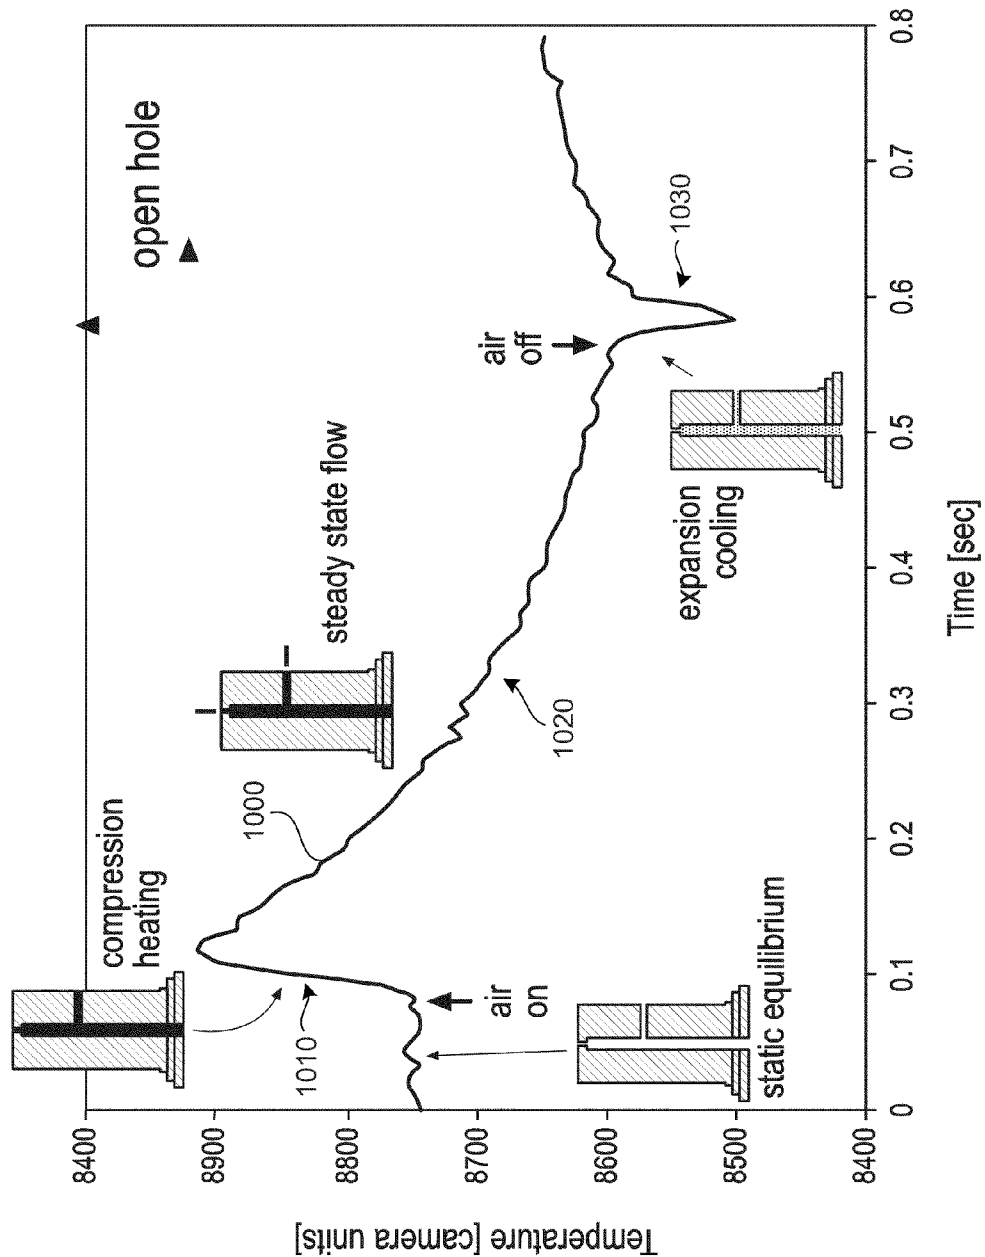 8400
8900
8800
8700
8600
8500
8400
Temperature [camera units]
compression
heating
open hole
1000
steady state flow
1010
1020
1030
air
on
air
off
static equilibrium
expansion
cooling
0
0.1
0.2
0.3
0.4
0.5
0.6
0.7
0.8
Time [sec]